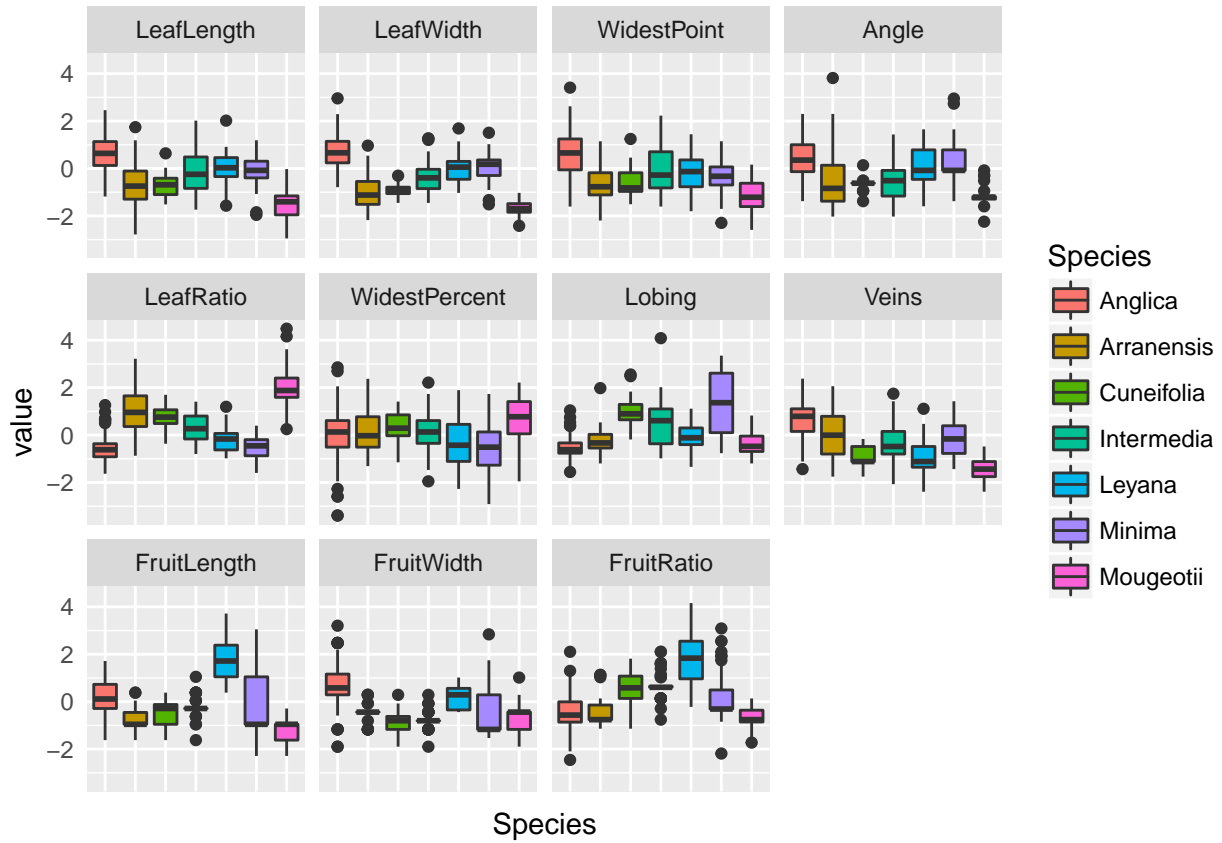 LeafLength LeafWidth WidestPoint Angle
4
2
0
−2
LeafRatio WidestPercent Lobing Veins
4
2
0
−2
FruitLength FruitWidth FruitRatio
4
2
0
−2
value
Species
Species
Anglica
Arranensis
Cuneifolia
Intermedia
Leyana
Minima
Mougeotii